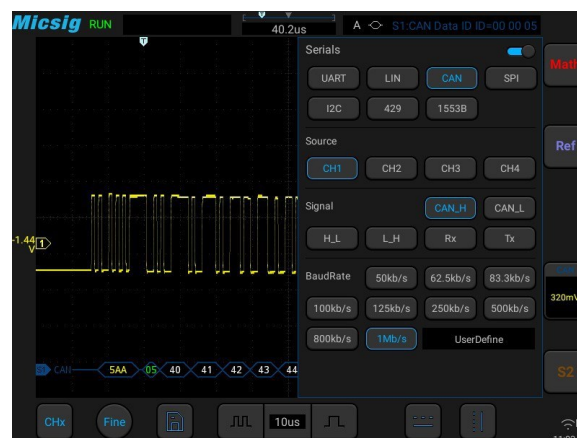 Micsig RUN 40.2us A S1:CAN Data ID ID=00 00 05
T
Serials
Math
UART LIN CAN SPI
I2C 429 1553B
Source
Ref
CH1 CH2 CH3 CH4
Signal CAN_H CAN_L
-1.44 V 1
H_L L_H Rx Tx
BaudRate 50kb/s 62.5kb/s 83.3kb/s
320mV
100kb/s 125kb/s 250kb/s 500kb/s
800kb/s 1Mb/s UserDefine
S1 CAN 5AA 05 40 41 42 43 44
S2
CHx Fine 10us